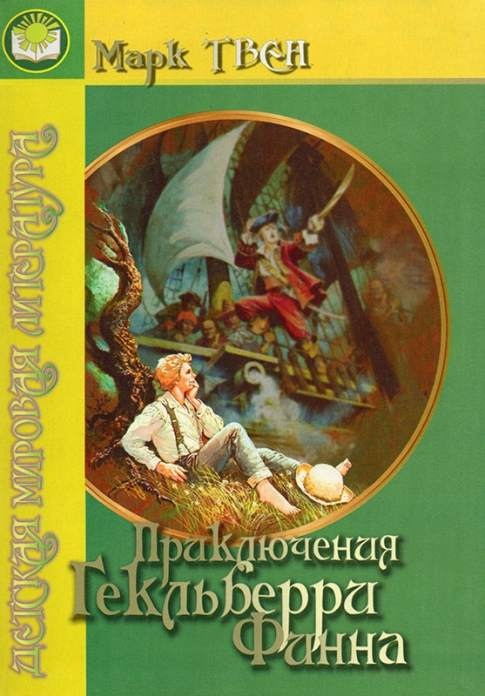 Марк ТВЕН
ДЕТСКАЯ МИРОВАЯ ЛИТЕРАТУРА
Приключения
Гекльберри
Финна